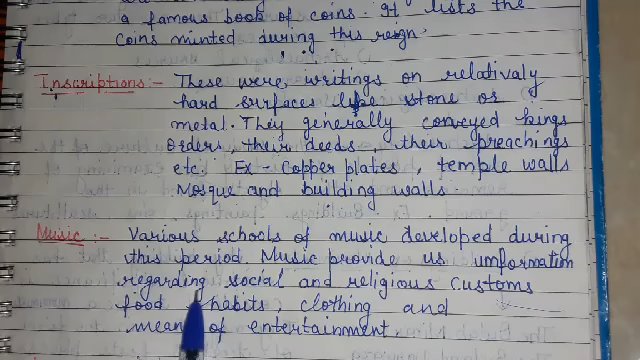 a famous book of coins. It lists the
coins minted during this reign.
Inscriptions:- These were writings on relativaly
hard surfaces like stone or
metal. They generally conveyed kings
orders, their deeds, their preachings
etc. Ex- Copper plates, temple walls
Mosque and building walls.
Music:- Various schools of music developed during
this period Music provide us umformation
regarding social and religious customs
food habits, clothing and
mean of entertainment.